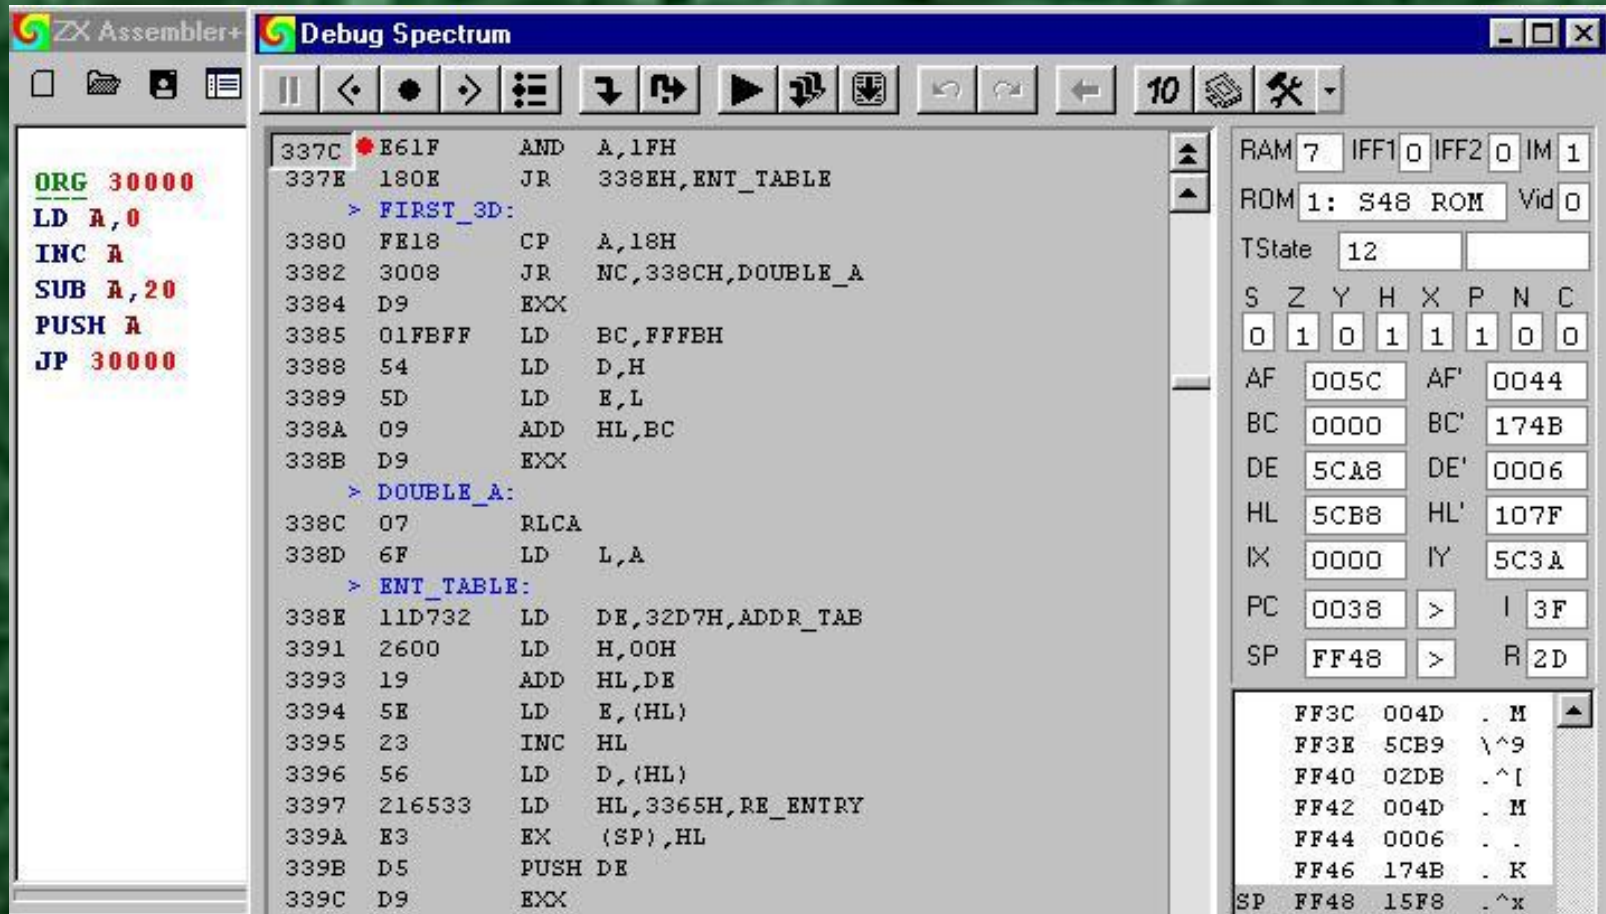 ZX Assembler+
Debug Spectrum
10
ORG 30000
LD A,0
INC A
SUB A,20
PUSH A
JP 30000
337C E61F AND A,1FH
337E 180E JR 338EH,ENT_TABLE
> FIRST_3D:
3380 FE18 CP A,18H
3382 3008 JR NC,338CH,DOUBLE_A
3384 D9 EXX
3385 01FBFF LD BC,FFFBH
3388 54 LD D,H
3389 5D LD E,L
338A 09 ADD HL,BC
338B D9 EXX
> DOUBLE_A:
338C 07 RLCA
338D 6F LD L,A
> ENT_TABLE:
338E 11D732 LD DE,32D7H,ADDR_TAB
3391 2600 LD H,00H
3393 19 ADD HL,DE
3394 5E LD E,(HL)
3395 23 INC HL
3396 56 LD D,(HL)
3397 216533 LD HL,3365H,RE_ENTRY
339A E3 EX (SP),HL
339B D5 PUSH DE
339C D9 EXX
RAM 7 IFF1 0 IFF2 0 IM 1
ROM 1: S48 ROM Vid 0
TState 12
S Z Y H X P N C
0 1 0 1 1 1 0 0
AF 005C AF' 0044
BC 0000 BC' 174B
DE 5CA8 DE' 0006
HL 5CB8 HL' 107F
IX 0000 IY 5C3A
PC 0038 > I 3F
SP FF48 > R 2D
FF3C 004D . M
FF3E 5CB9 \^9
FF40 02DB .^[
FF42 004D . M
FF44 0006 . .
FF46 174B . K
SP FF48 15F8 .^x